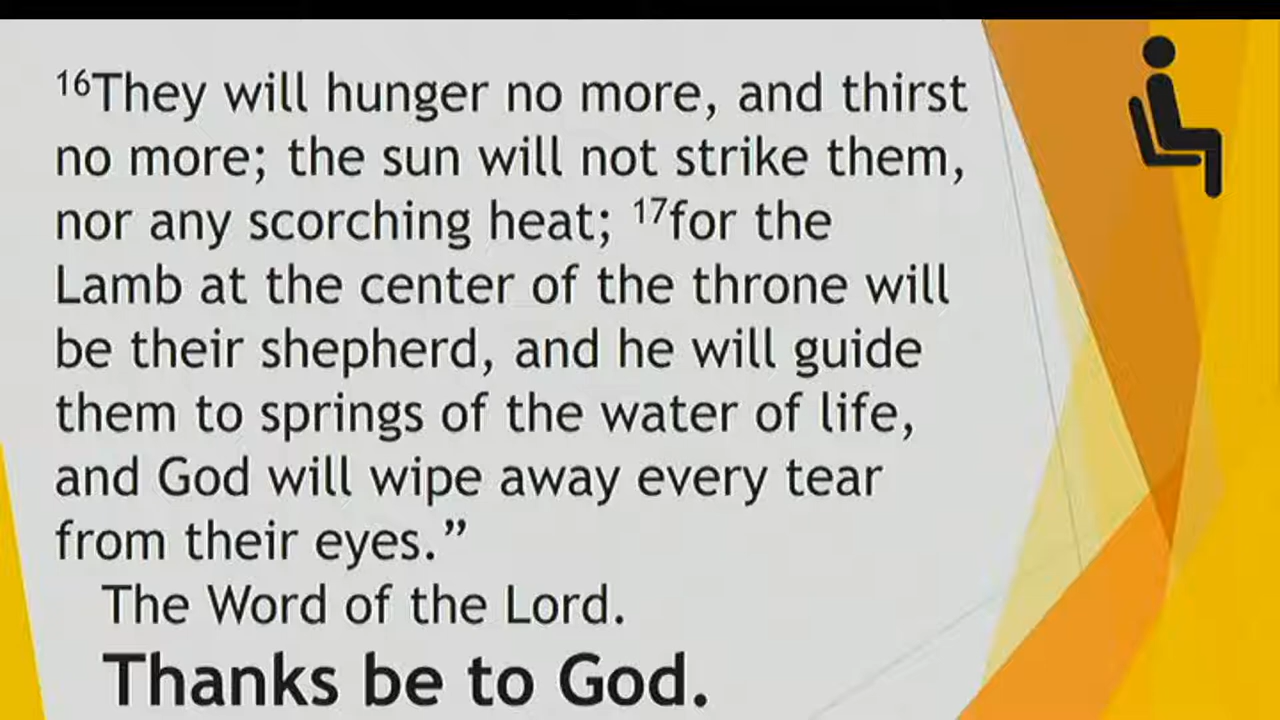 ¹⁶They will hunger no more, and thirst
no more; the sun will not strike them,
nor any scorching heat; ¹⁷for the
Lamb at the center of the throne will
be their shepherd, and he will guide
them to springs of the water of life,
and God will wipe away every tear
from their eyes.”
The Word of the Lord.
Thanks be to God.